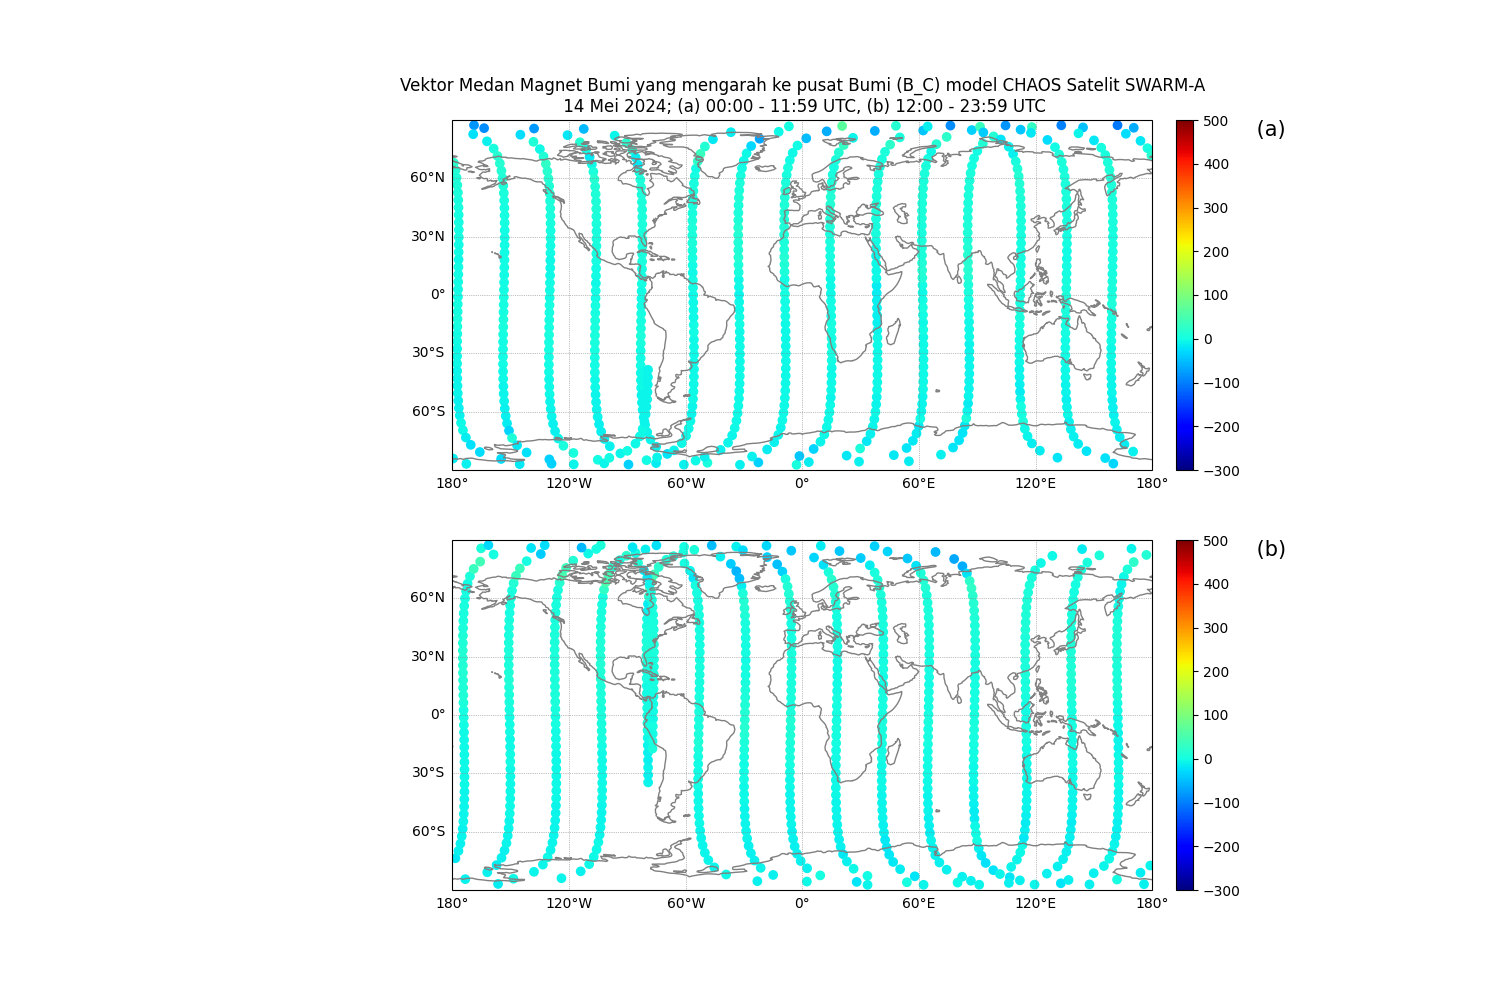 Vektor Medan Magnet Bumi yang mengarah ke pusat Bumi (B_C) model CHAOS Satelit SWARM-A
14 Mei 2024; (a) 00:00 - 11:59 UTC, (b) 12:00 - 23:59 UTC
(a)
60°N
30°N
0°
30°S
60°S
180° 120°W 60°W 0° 60°E 120°E 180°
500
400
300
200
100
0
−100
−200
−300
(b)
60°N
30°N
0°
30°S
60°S
180° 120°W 60°W 0° 60°E 120°E 180°
500
400
300
200
100
0
−100
−200
−300